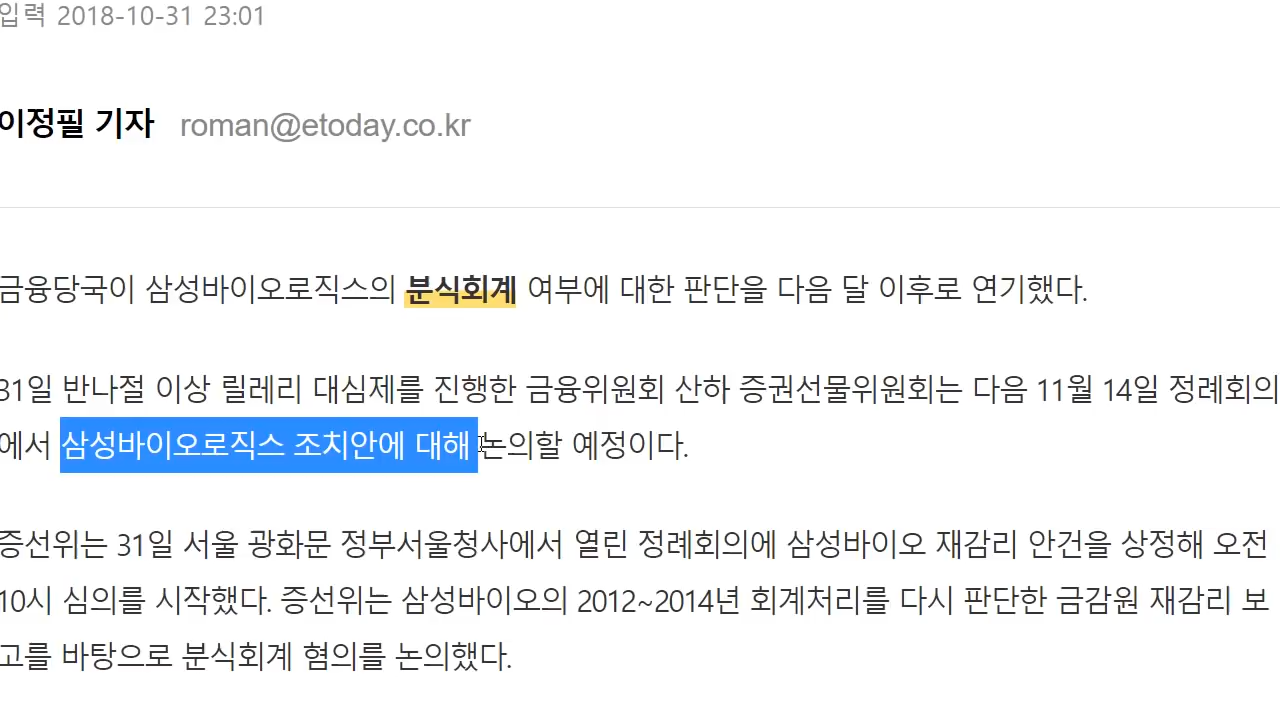 입력 2018-10-31 23:01
이정필 기자 roman@etoday.co.kr
금융당국이 삼성바이오로직스의 분식회계 여부에 대한 판단을 다음 달 이후로 연기했다.
31일 반나절 이상 릴레리 대심제를 진행한 금융위원회 산하 증권선물위원회는 다음 11월 14일 정례회의
에서 삼성바이오로직스 조치안에 대해 논의할 예정이다.
증선위는 31일 서울 광화문 정부서울청사에서 열린 정례회의에 삼성바이오 재감리 안건을 상정해 오전
10시 심의를 시작했다. 증선위는 삼성바이오의 2012~2014년 회계처리를 다시 판단한 금감원 재감리 보
고를 바탕으로 분식회계 혐의를 논의했다.